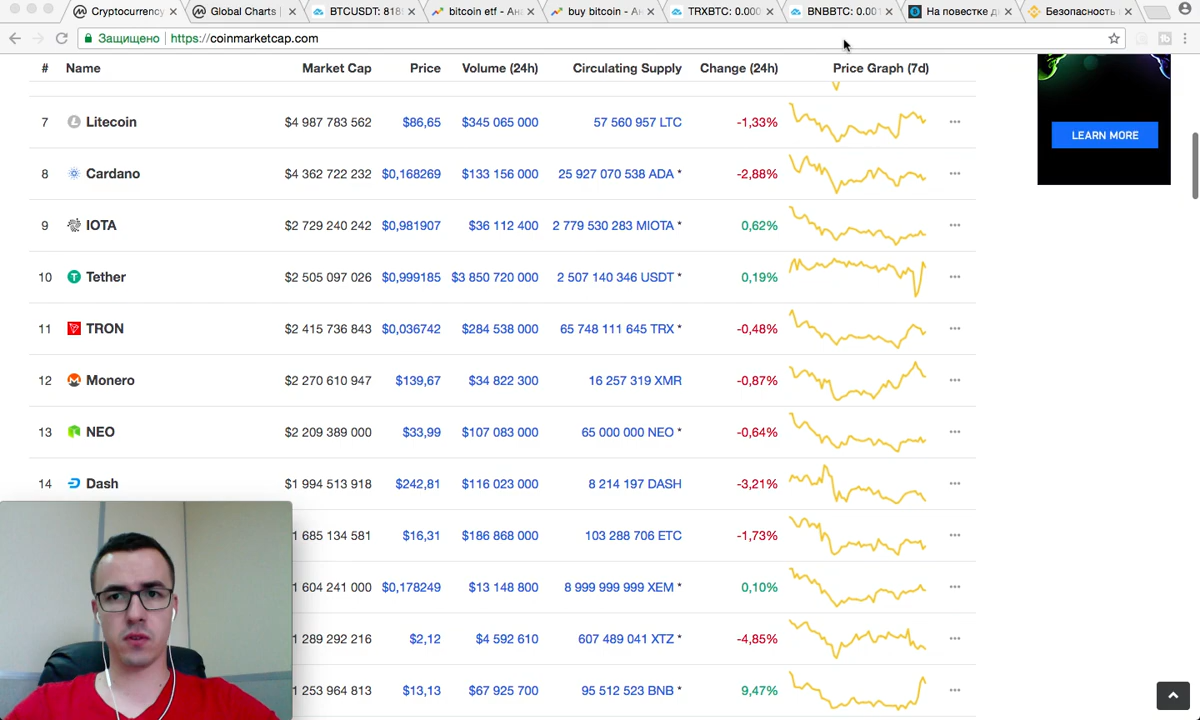 Cryptocurrency
Global Charts |
BTCUSDT: 818
bitcoin etf - Ана
buy bitcoin - Ан
TRXBTC: 0.000
BNBBTC: 0.001
На повестке д
Безопасность
Защищено | https://coinmarketcap.com
# Name Market Cap Price Volume (24h) Circulating Supply Change (24h) Price Graph (7d)
7 Litecoin $4 987 783 562 $86,65 $345 065 000 57 560 957 LTC -1,33%
LEARN MORE
8 Cardano $4 362 722 232 $0,168269 $133 156 000 25 927 070 538 ADA * -2,88%
9 IOTA $2 729 240 242 $0,981907 $36 112 400 2 779 530 283 MIOTA * 0,62%
10 Tether $2 505 097 026 $0,999185 $3 850 720 000 2 507 140 346 USDT * 0,19%
11 TRON $2 415 736 843 $0,036742 $284 538 000 65 748 111 645 TRX * -0,48%
12 Monero $2 270 610 947 $139,67 $34 822 300 16 257 319 XMR -0,87%
13 NEO $2 209 389 000 $33,99 $107 083 000 65 000 000 NEO * -0,64%
14 Dash $1 994 513 918 $242,81 $116 023 000 8 214 197 DASH -3,21%
1 685 134 581 $16,31 $186 868 000 103 288 706 ETC -1,73%
1 604 241 000 $0,178249 $13 148 800 8 999 999 999 XEM * 0,10%
1 289 292 216 $2,12 $4 592 610 607 489 041 XTZ * -4,85%
1 253 964 813 $13,13 $67 925 700 95 512 523 BNB * 9,47%